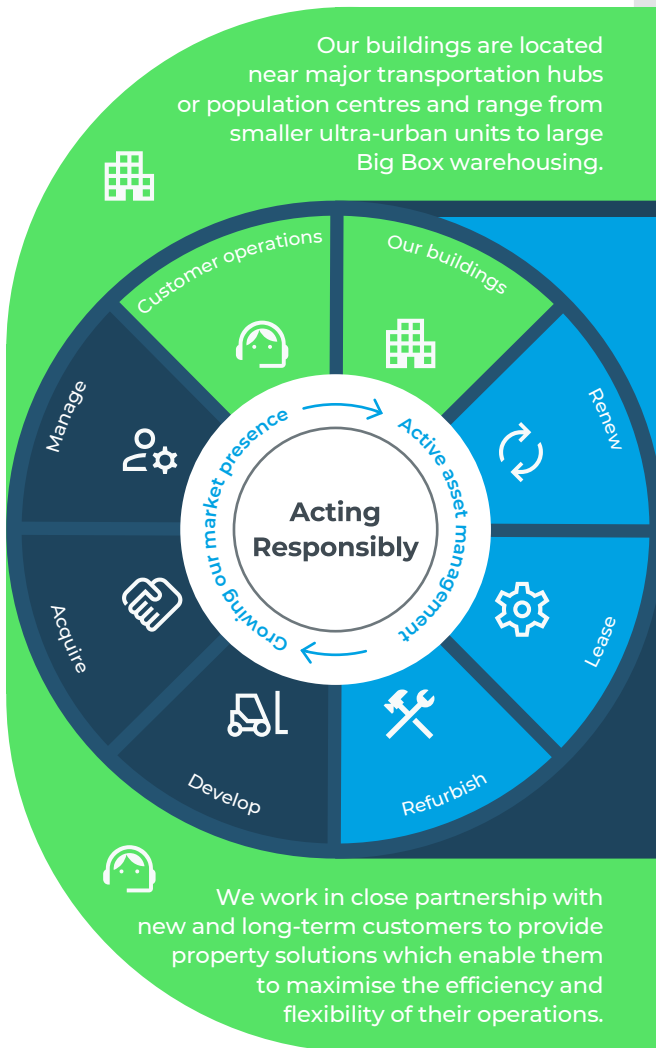 Our buildings are located
near major transportation hubs
or population centres and range from
smaller ultra-urban units to large
Big Box warehousing.
Customer operations
Our buildings
Manage
Renew
Growing our market presence
Active asset management
Acting
Responsibly
Acquire
Lease
Develop
Refurbish
We work in close partnership with
new and long-term customers to provide
property solutions which enable them
to maximise the efficiency and
flexibility of their operations.